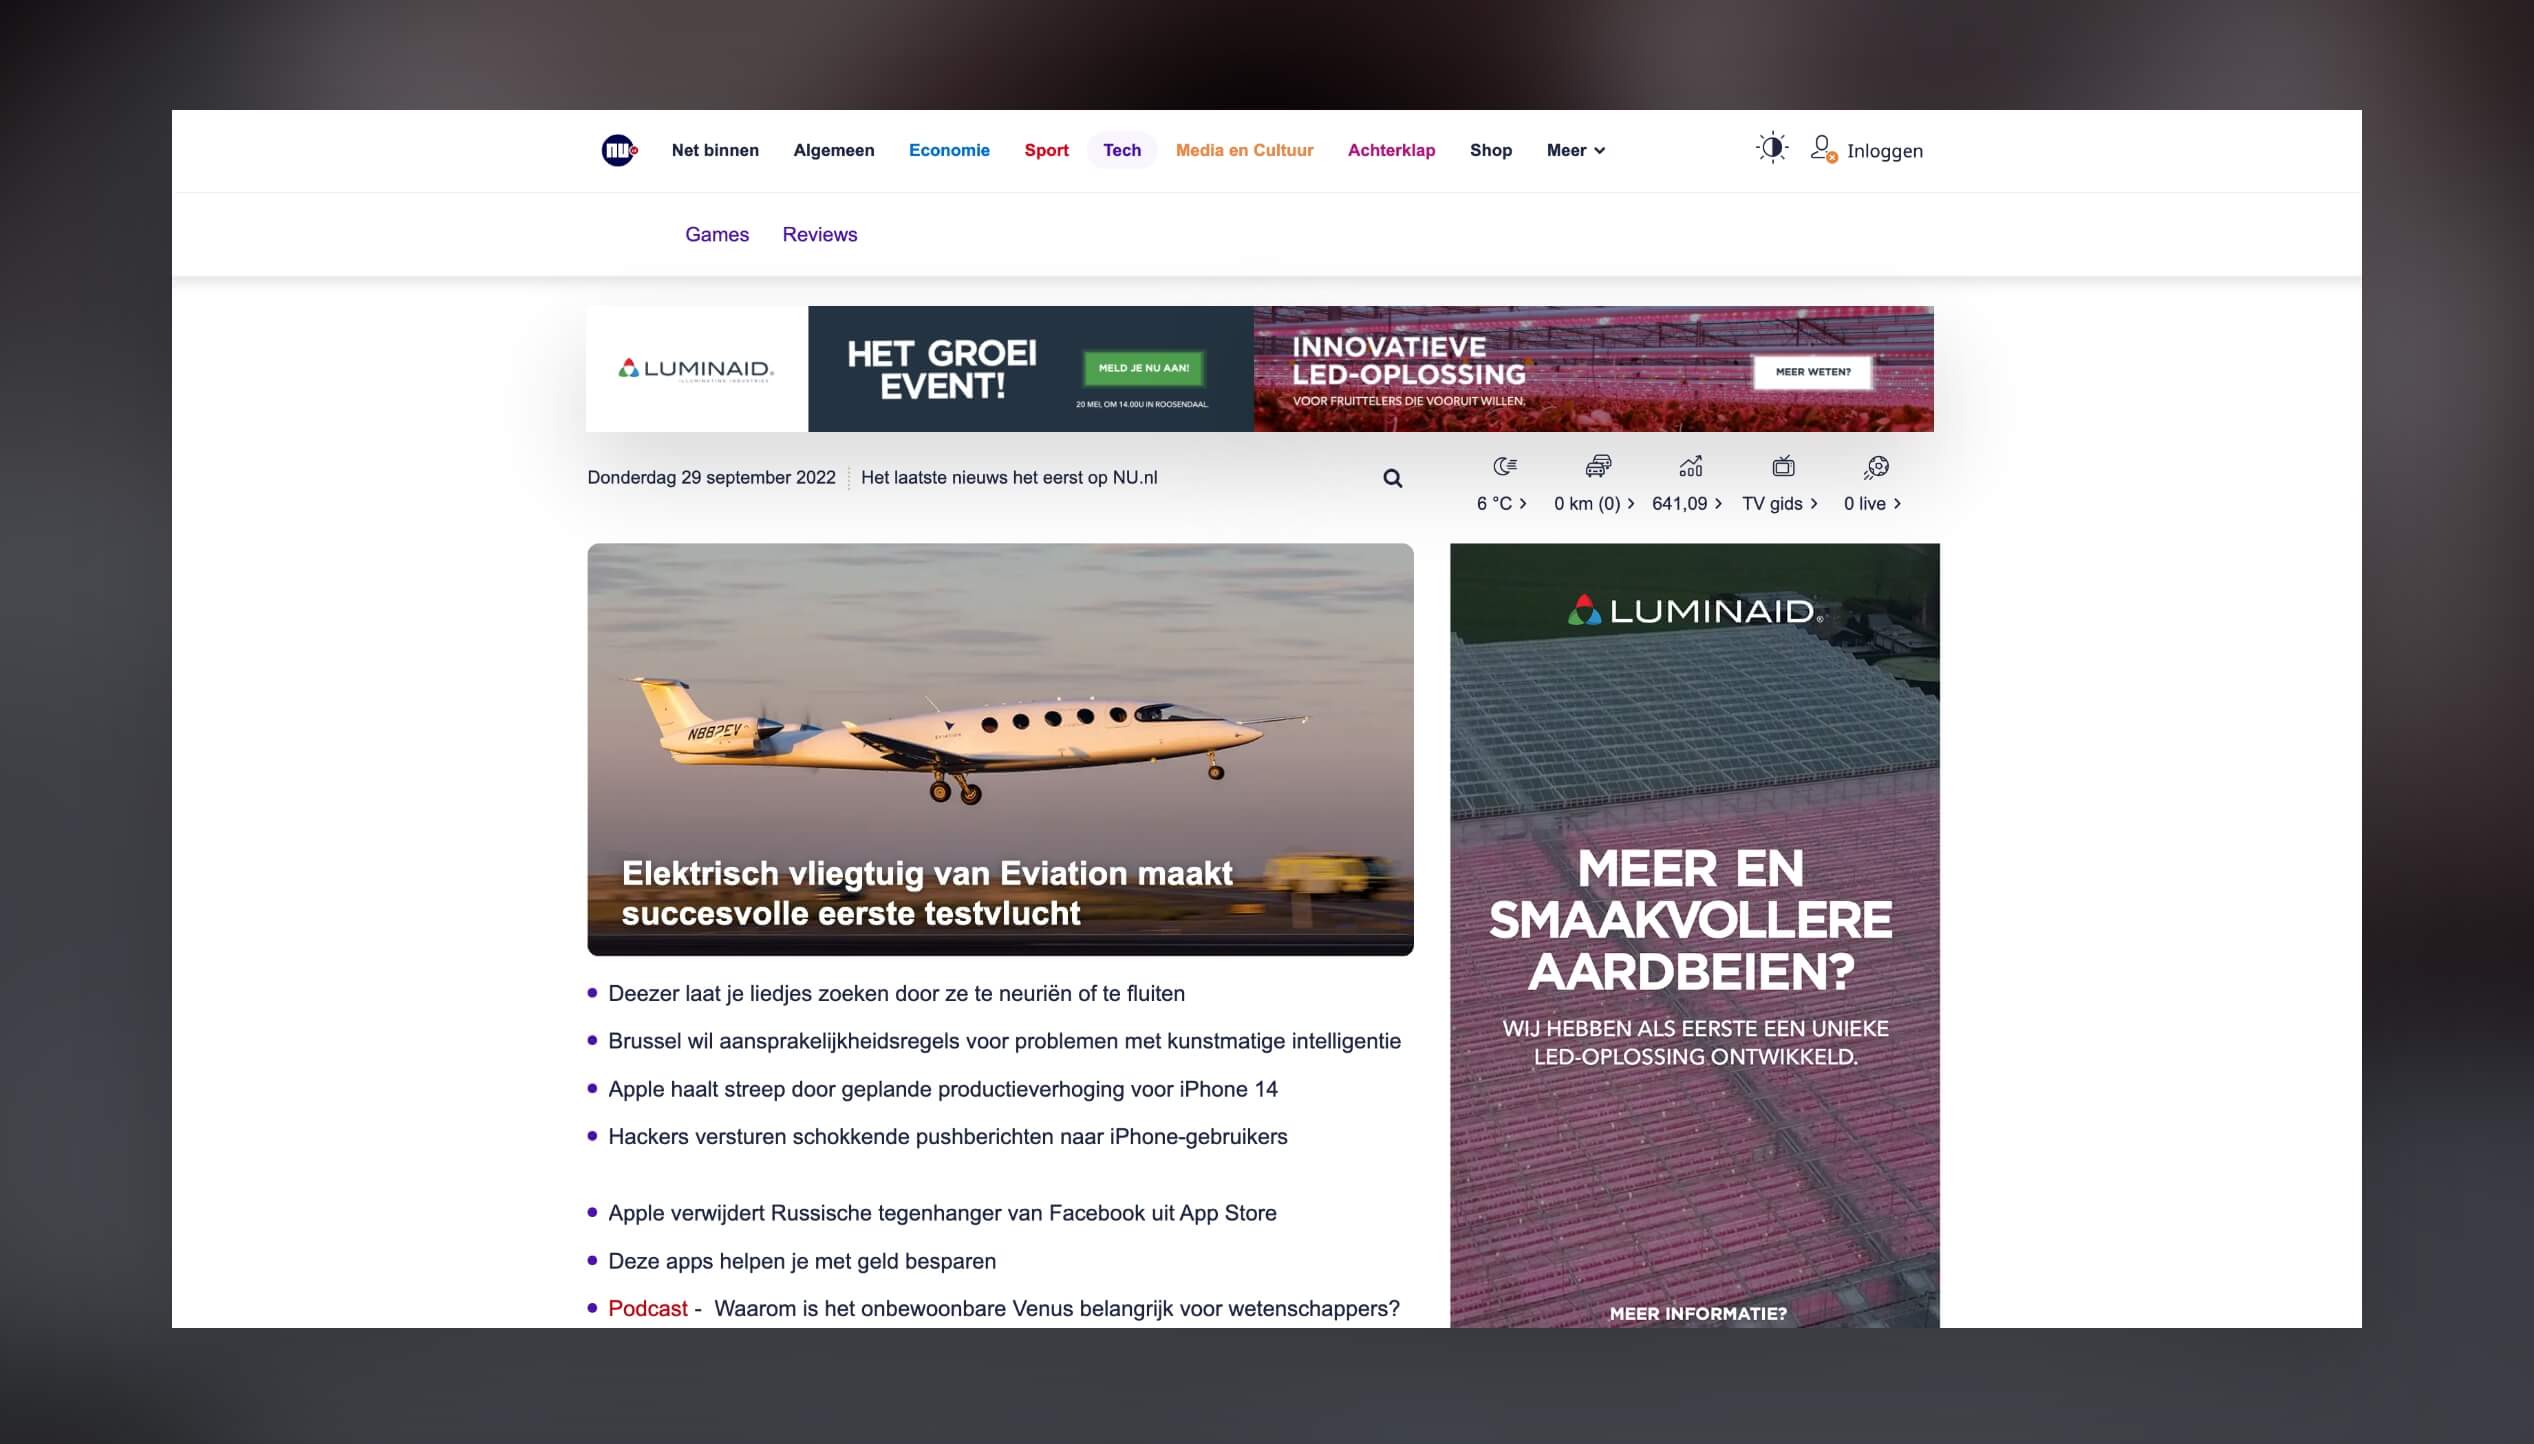 NU.nl
Net binnen Algemeen Economie Sport Tech Media en Cultuur Achterklap Shop Meer Inloggen
Games Reviews
LUMINAID®
ILLUMINATING INDUSTRIES
HET GROEI
EVENT!
MELD JE NU AAN!
20 MEI, OM 14.00U IN ROOSENDAAL.
INNOVATIEVE
LED-OPLOSSING
VOOR FRUITTELERS DIE VOORUIT WILLEN.
MEER WETEN?
Donderdag 29 september 2022 Het laatste nieuws het eerst op NU.nl
6 °C > 0 km (0) > 641,09 > TV gids > 0 live >
N882EV
EVIATION
Elektrisch vliegtuig van Eviation maakt
succesvolle eerste testvlucht
• Deezer laat je liedjes zoeken door ze te neuriën of te fluiten
• Brussel wil aansprakelijkheidsregels voor problemen met kunstmatige intelligentie
• Apple haalt streep door geplande productieverhoging voor iPhone 14
• Hackers versturen schokkende pushberichten naar iPhone-gebruikers
• Apple verwijdert Russische tegenhanger van Facebook uit App Store
• Deze apps helpen je met geld besparen
• Podcast - Waarom is het onbewoonbare Venus belangrijk voor wetenschappers?
LUMINAID®
MEER EN
SMAAKVOLLERE
AARDBEIEN?
WIJ HEBBEN ALS EERSTE EEN UNIEKE
LED-OPLOSSING ONTWIKKELD.
MEER INFORMATIE?